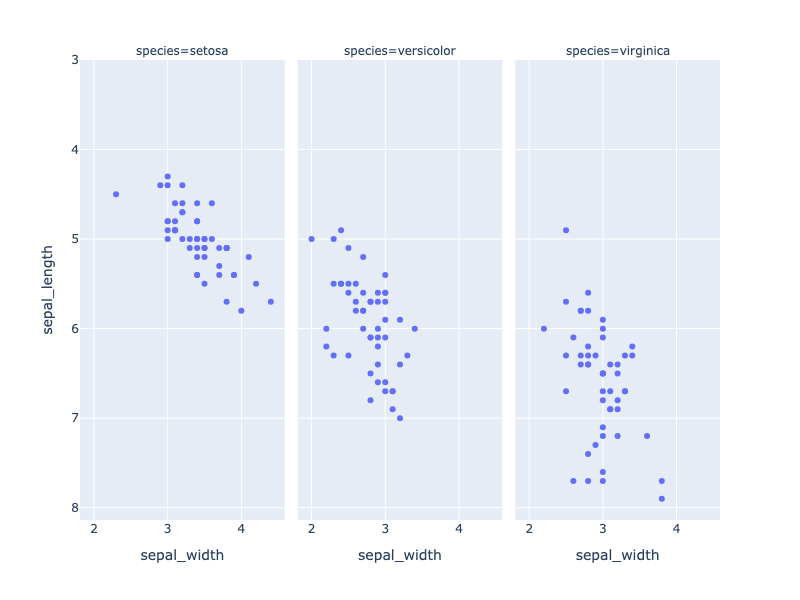 species=setosa species=versicolor species=virginica
3
4
5
6
7
8
sepal_length
2 3 4 2 3 4 2 3 4
sepal_width sepal_width sepal_width